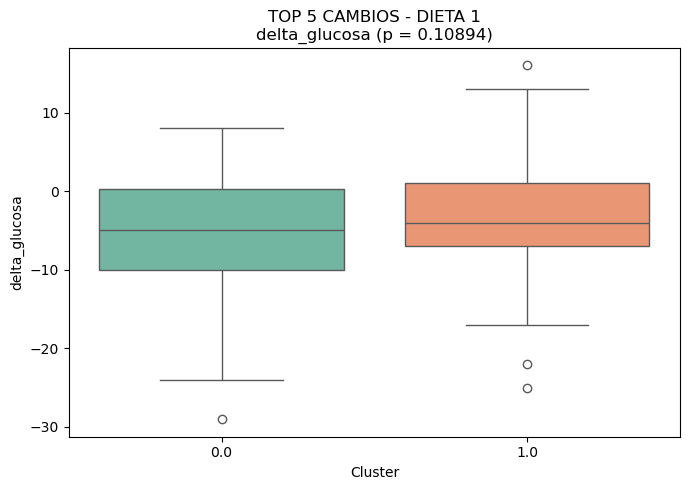 TOP 5 CAMBIOS - DIETA 1
delta_glucosa (p = 0.10894)
delta_glucosa
10
0
−10
−20
−30
0.0
1.0
Cluster